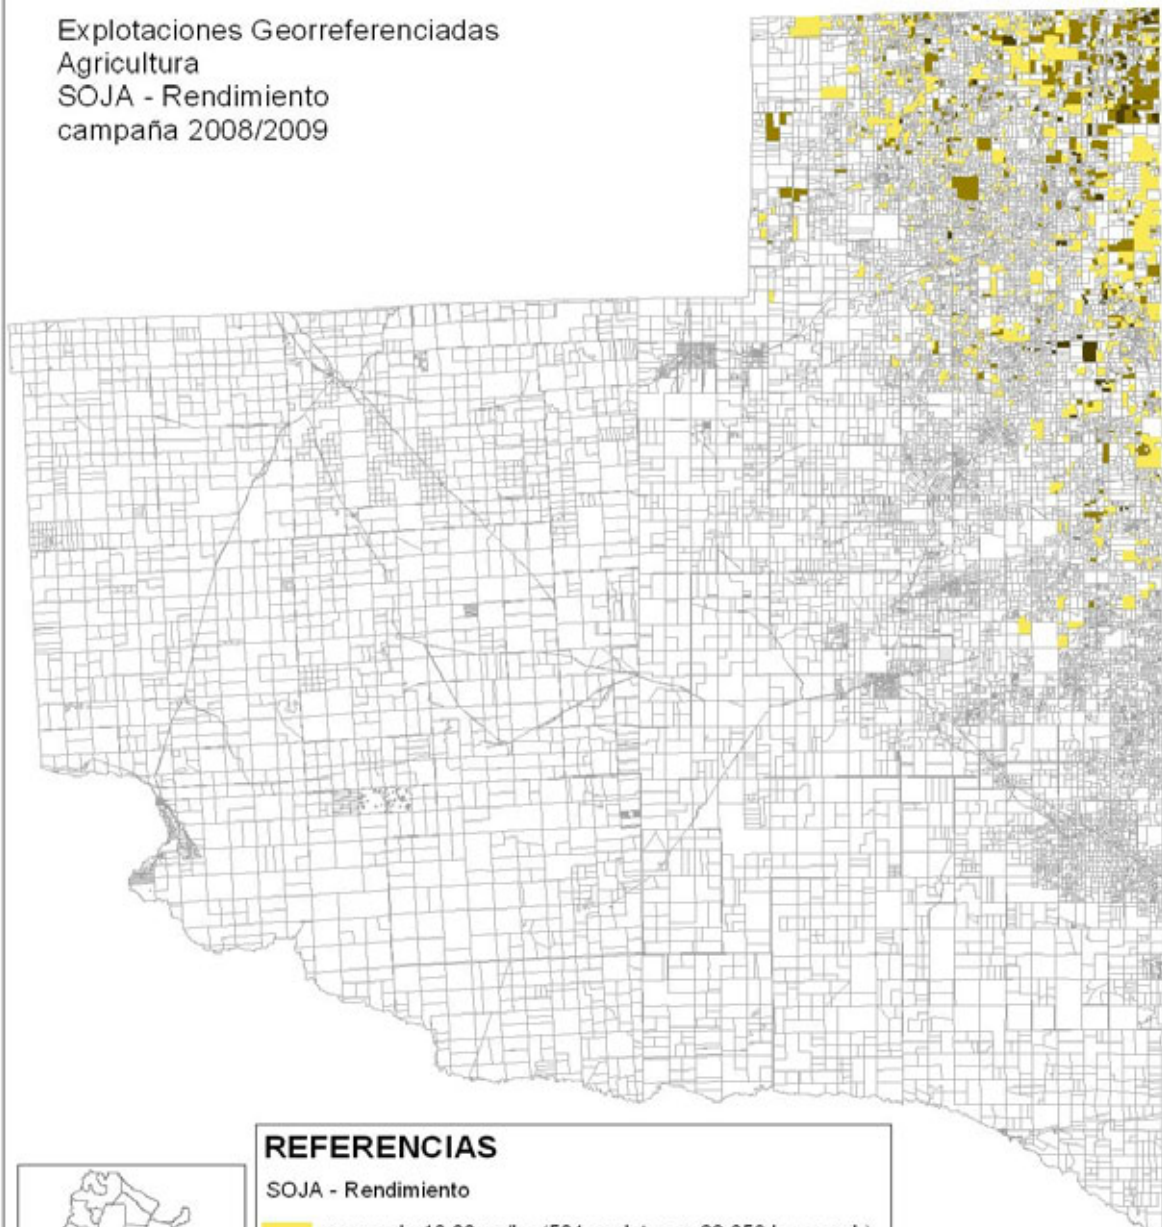 Explotaciones Georreferenciadas
Agricultura
SOJA - Rendimiento
campaña 2008/2009
REFERENCIAS
SOJA - Rendimiento